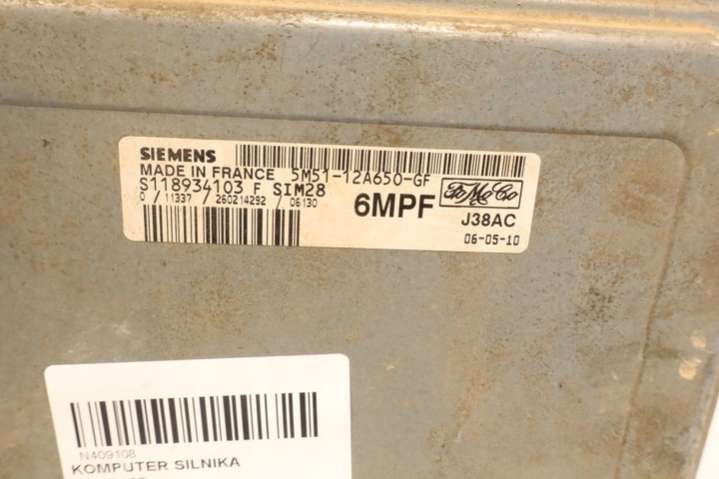 SIEMENS
MADE IN FRANCE 5M51-12A650-GF
S118934103 F SIM28
0 / 11337 / 260214292 / 06130
6MPF
FoMoCo
J38AC
06-05-10
N409108
KOMPUTER SILNIKA